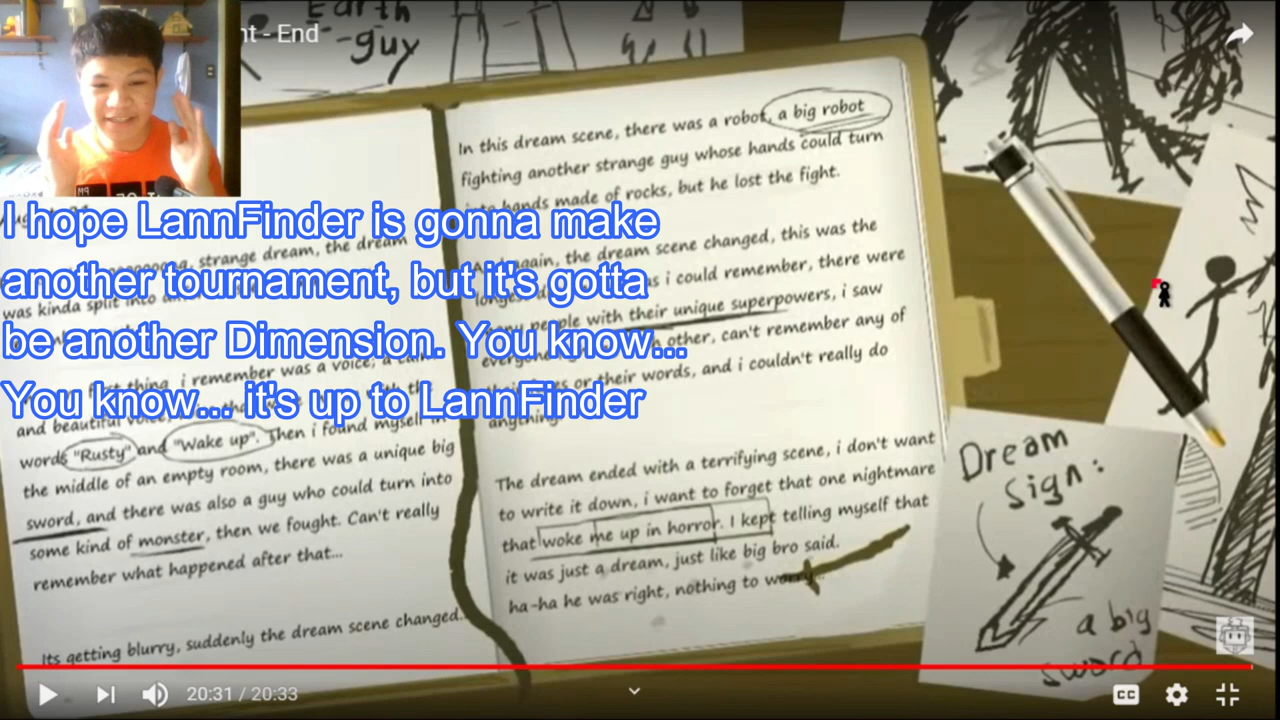 nt - End
Earth
-guy
I hope LannFinder is gonna make
another tournament, but it's gotta
be another Dimension. You know...
You know... it's up to LannFinder
strange dream, the dream
was kinda split into
thing i remember was a voice, a
and beautiful
words "Rusty" and "Wake up". Then i found myself in
the middle of an empty room, there was a unique big
sword, and there was also a guy who could turn into
some kind of monster, then we fought. Can't really
remember what happened after that...
Its getting blurry, suddenly the dream scene changed..
In this dream scene, there was a robot, a big robot
fighting another strange guy whose hands could turn
into hands made of rocks, but he lost the fight.
again, the dream scene changed, this was the
as i could remember, there were
people with their unique superpowers, i saw
everyone other, can't remember any of
or their words, and i couldn't really do
anything
The dream ended with a terrifying scene, i don't want
to write it down, i want to forget that one nightmare
that woke me up in horror. I kept telling myself that
it was just a dream, just like big bro said.
ha-ha he was right, nothing to worry
Dream
sign:
a big
sword
20:31 / 20:33
CC